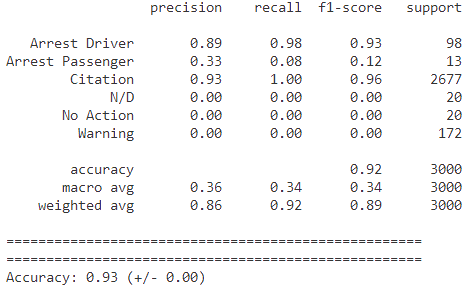 precision recall f1-score support
Arrest Driver 0.89 0.98 0.93 98
Arrest Passenger 0.33 0.08 0.12 13
Citation 0.93 1.00 0.96 2677
N/D 0.00 0.00 0.00 20
No Action 0.00 0.00 0.00 20
Warning 0.00 0.00 0.00 172
accuracy 0.92 3000
macro avg 0.36 0.34 0.34 3000
weighted avg 0.86 0.92 0.89 3000
====================================================
====================================================
Accuracy: 0.93 (+/- 0.00)